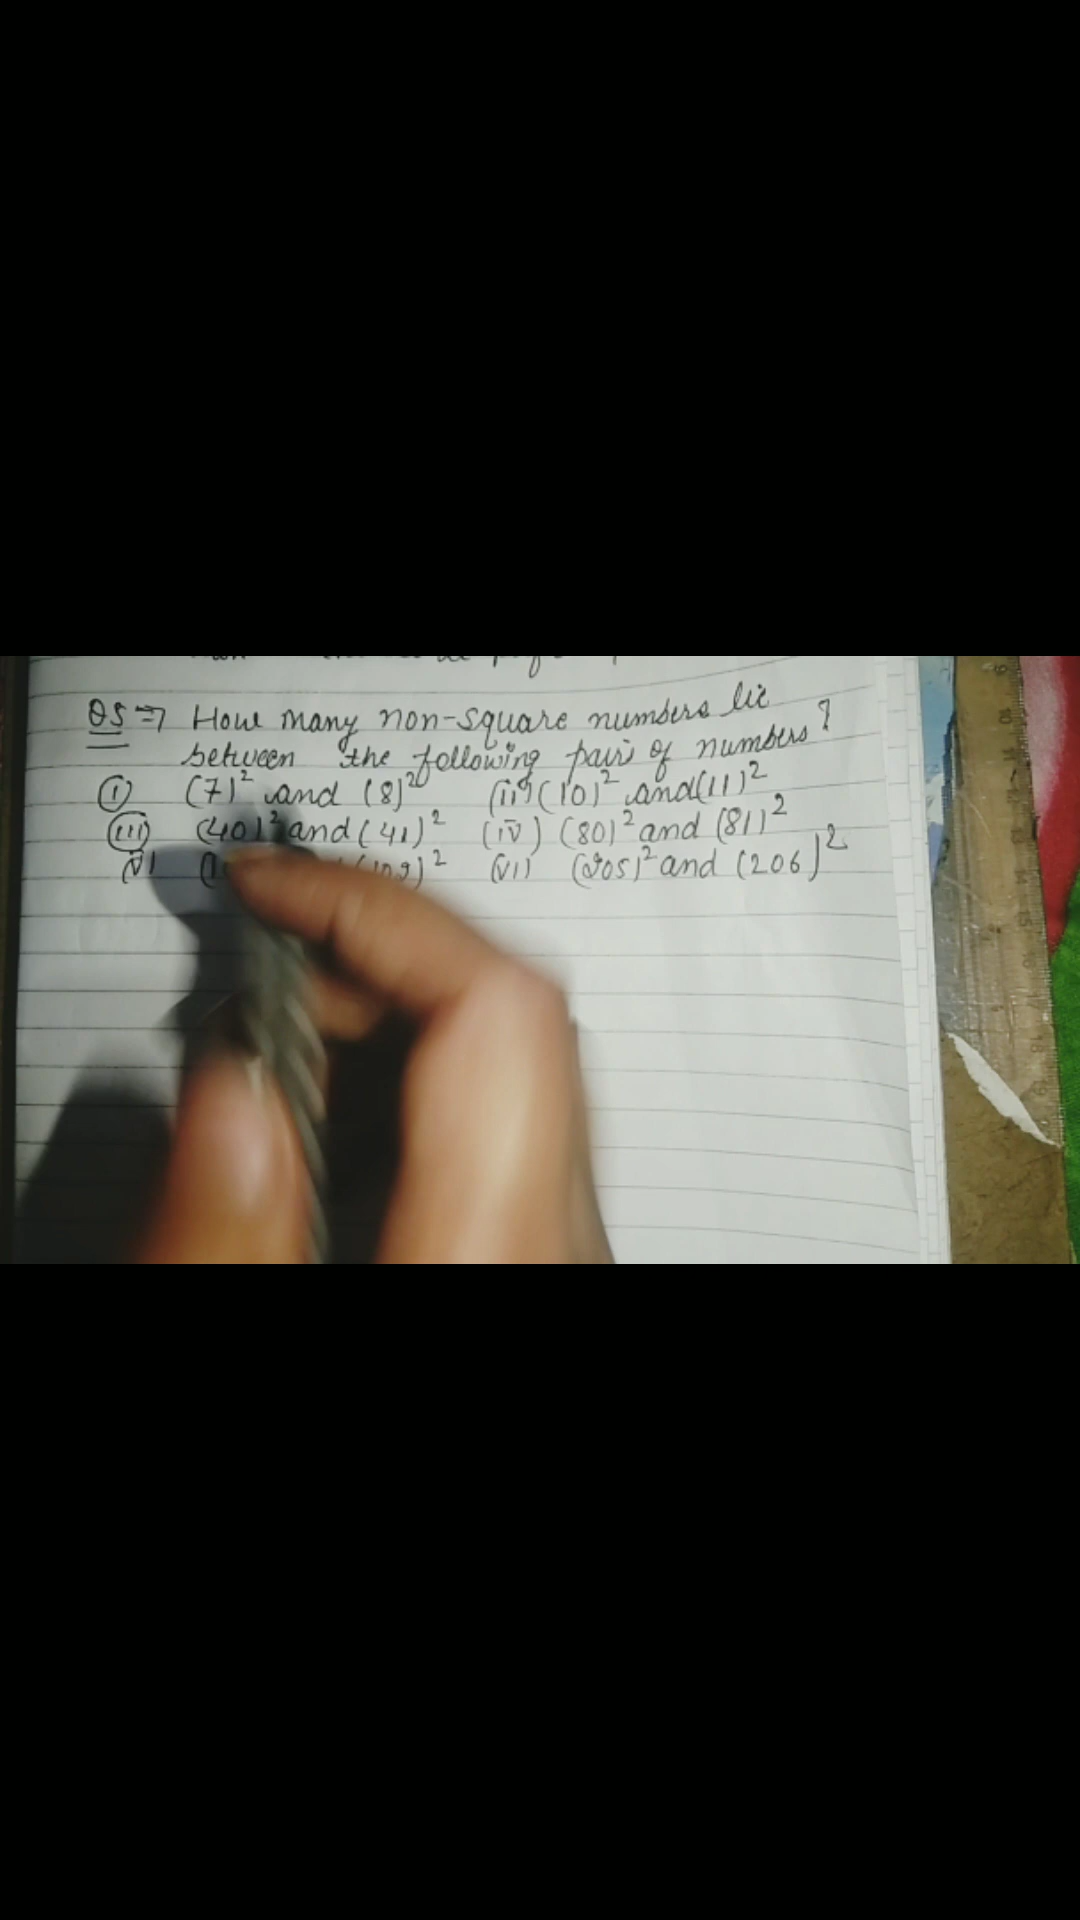 Q5 ⇒ How many non-square numbers lie
between the following pair of numbers?
(i) (7)² and (8)² (ii) (10)² and (11)²
(iii) (40)² and (41)² (iv) (80)² and (81)²
(v) (vi) (205)² and (206)²